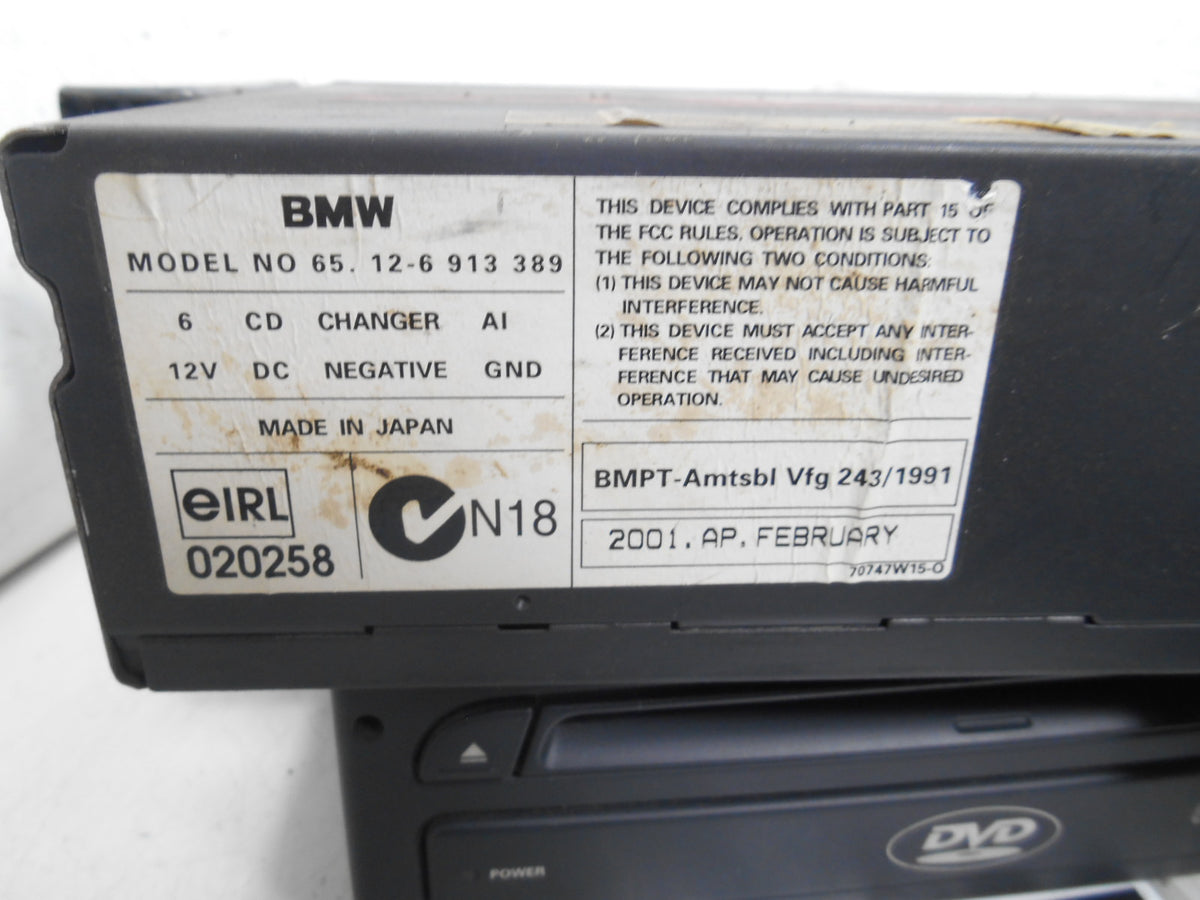 BMW
MODEL NO 65. 12-6 913 389
6 CD CHANGER AI
12V DC NEGATIVE GND
MADE IN JAPAN
eIRL
020258
N18
THIS DEVICE COMPLIES WITH PART 15 OF
THE FCC RULES. OPERATION IS SUBJECT TO
THE FOLLOWING TWO CONDITIONS:
(1) THIS DEVICE MAY NOT CAUSE HARMFUL
INTERFERENCE.
(2) THIS DEVICE MUST ACCEPT ANY INTER-
FERENCE RECEIVED INCLUDING INTER-
FERENCE THAT MAY CAUSE UNDESIRED
OPERATION.
BMPT-Amtsbl Vfg 243/1991
2001. AP. FEBRUARY
70747W15-O
DVD
POWER